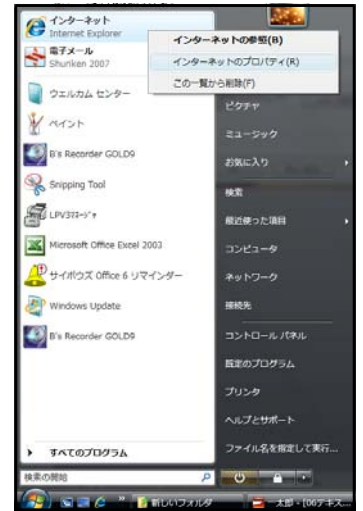 インターネット
Internet Explorer
インターネットの参照(B)
インターネットのプロパティ(R)
この一覧から削除(F)
電子メール
Shuriken 2007
ウェルカム センター
ペイント
B's Recorder GOLD9
Snipping Tool
Microsoft Office Excel 2003
サイボウズ Office 6 リマインダー
Windows Update
B's Recorder GOLD9
すべてのプログラム
検索の開始
ピクチャ
ミュージック
お気に入り
検索
最近使った項目
コンピュータ
ネットワーク
接続先
コントロール パネル
既定のプログラム
プリンタ
ヘルプとサポート
ファイル名を指定して実行...
新しいフォルダ
太郎 - [06テキス...